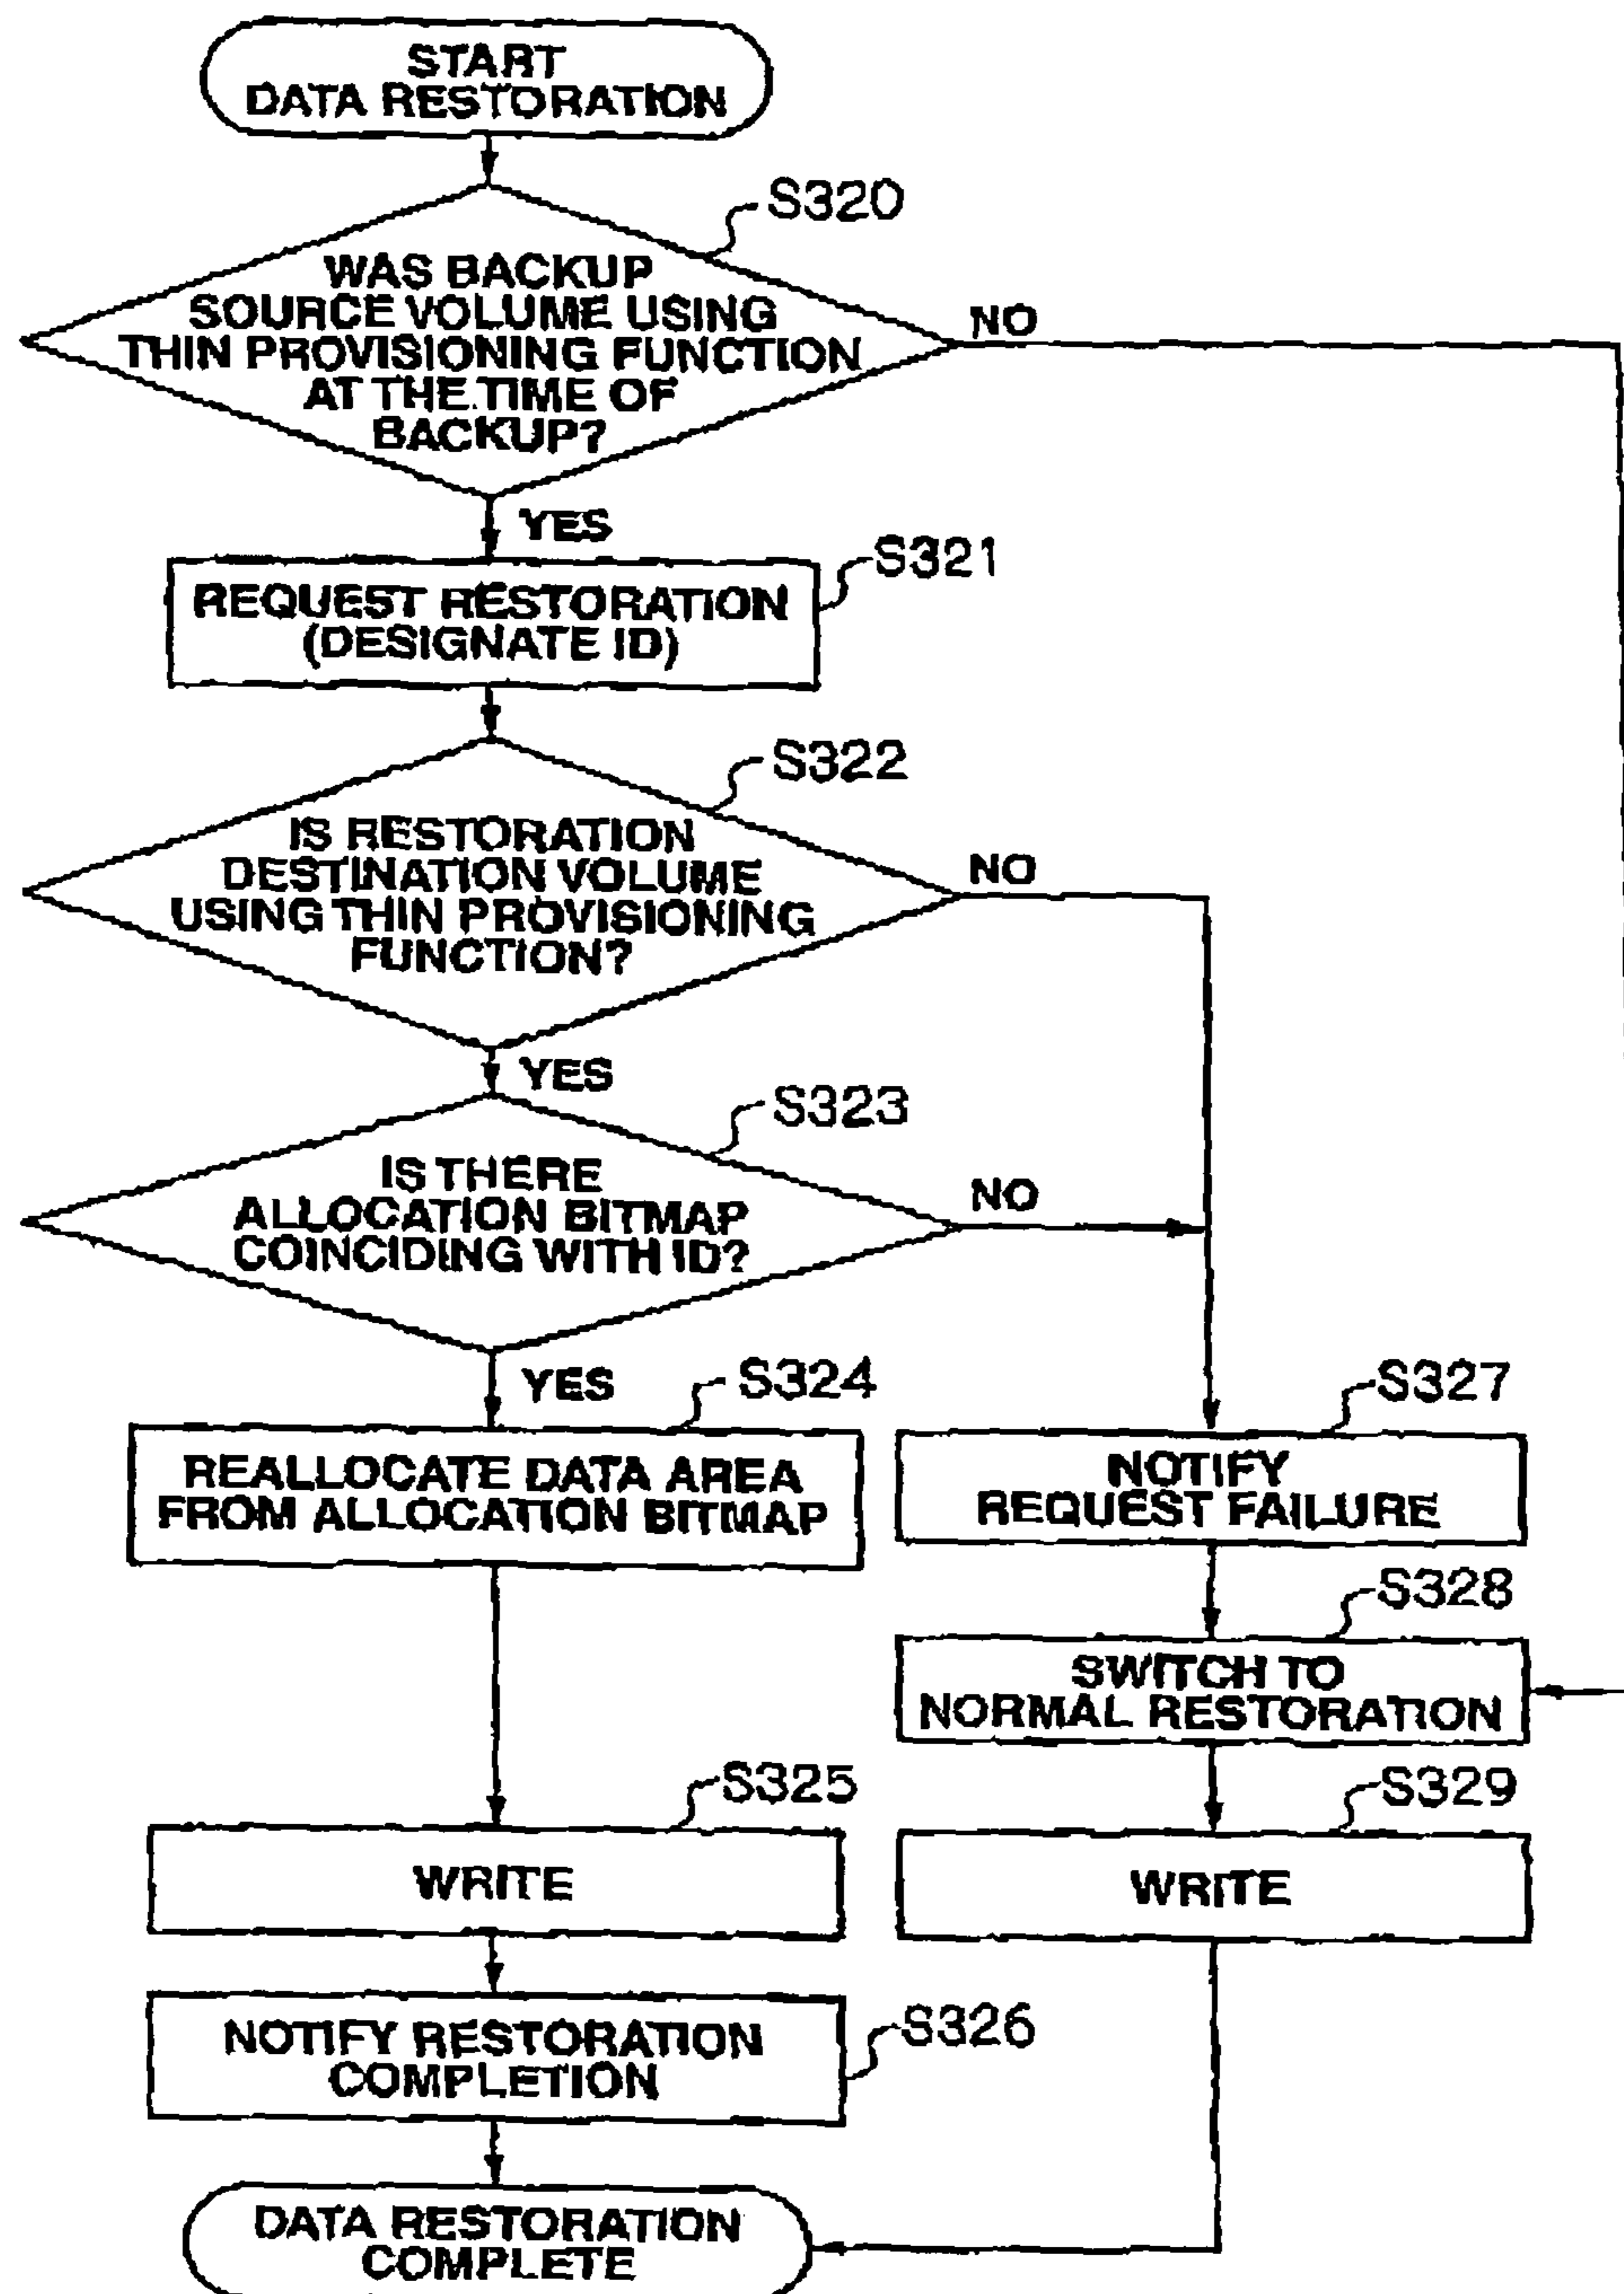 START
DATA RESTORATION
S320
WAS BACKUP
SOURCE VOLUME USING
THIN PROVISIONING FUNCTION
AT THE TIME OF
BACKUP?
NO
YES
S321
REQUEST RESTORATION
(DESIGNATE ID)
S322
IS RESTORATION
DESTINATION VOLUME
USING THIN PROVISIONING
FUNCTION?
NO
YES
S323
IS THERE
ALLOCATION BITMAP
COINCIDING WITH ID?
NO
YES
S324
REALLOCATE DATA AREA
FROM ALLOCATION BITMAP
S327
NOTIFY
REQUEST FAILURE
S328
SWITCH TO
NORMAL RESTORATION
S325
WRITE
S329
WRITE
S326
NOTIFY RESTORATION
COMPLETION
DATA RESTORATION
COMPLETE